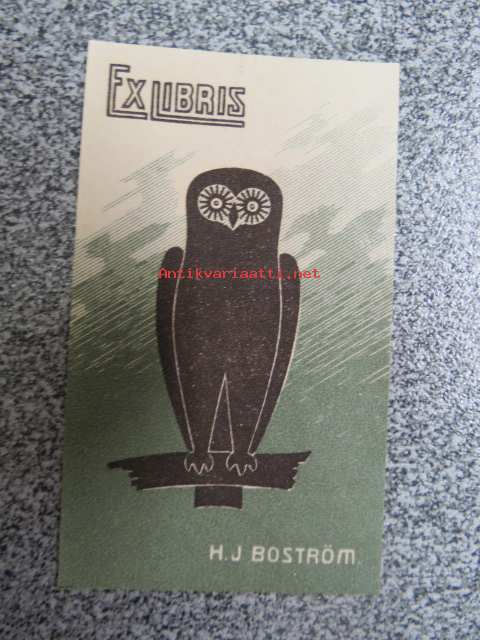 EX LIBRIS
Antikvariaatti.net
H.J BOSTRÖM.